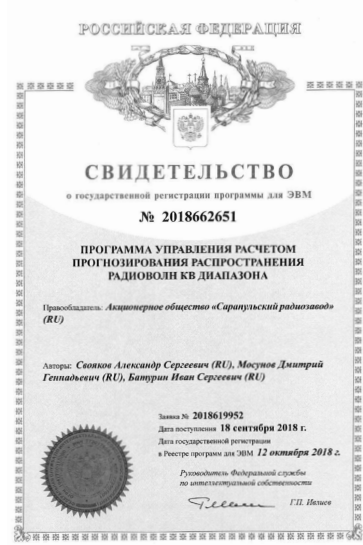 РОССИЙСКАЯ ФЕДЕРАЦИЯ
СВИДЕТЕЛЬСТВО
о государственной регистрации программы для ЭВМ
№ 2018662651
ПРОГРАММА УПРАВЛЕНИЯ РАСЧЕТОМ
ПРОГНОЗИРОВАНИЯ РАСПРОСТРАНЕНИЯ
РАДИОВОЛН КВ ДИАПАЗОНА
Правообладатель: Акционерное общество «Сарапульский радиозавод»
(RU)
Авторы: Свояков Александр Сергеевич (RU), Мосунов Дмитрий
Геннадьевич (RU), Батурин Иван Сергеевич (RU)
Заявка № 2018619952
Дата поступления 18 сентября 2018 г.
Дата государственной регистрации
в Реестре программ для ЭВМ 12 октября 2018 г.
Руководитель Федеральной службы
по интеллектуальной собственности
Г.П. Ивлиев